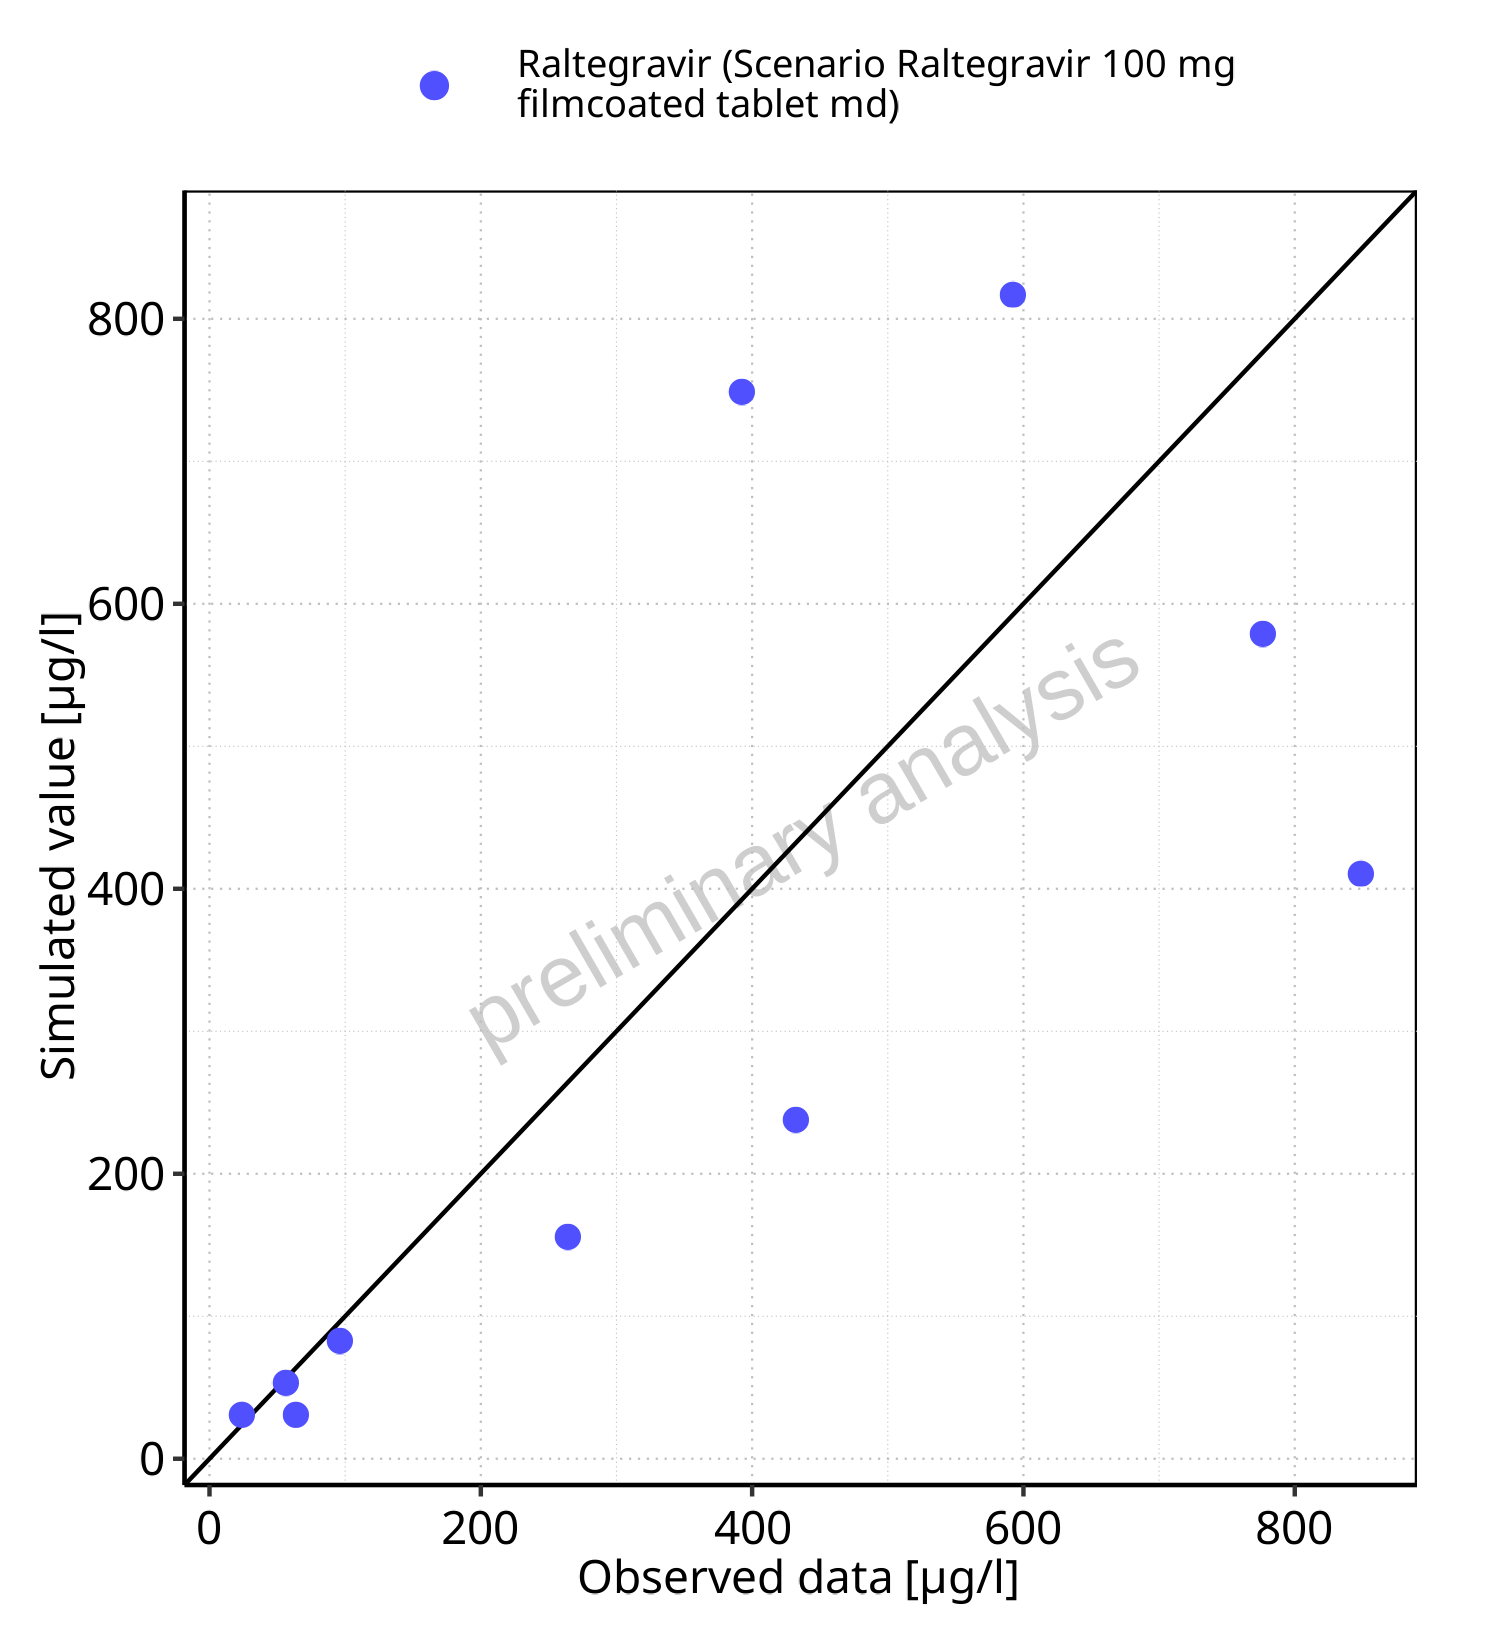 Raltegravir (Scenario Raltegravir 100 mg
filmcoated tablet md)
800
600
400
200
0
Simulated value [µg/l]
preliminary analysis
0 200 400 600 800
Observed data [µg/l]